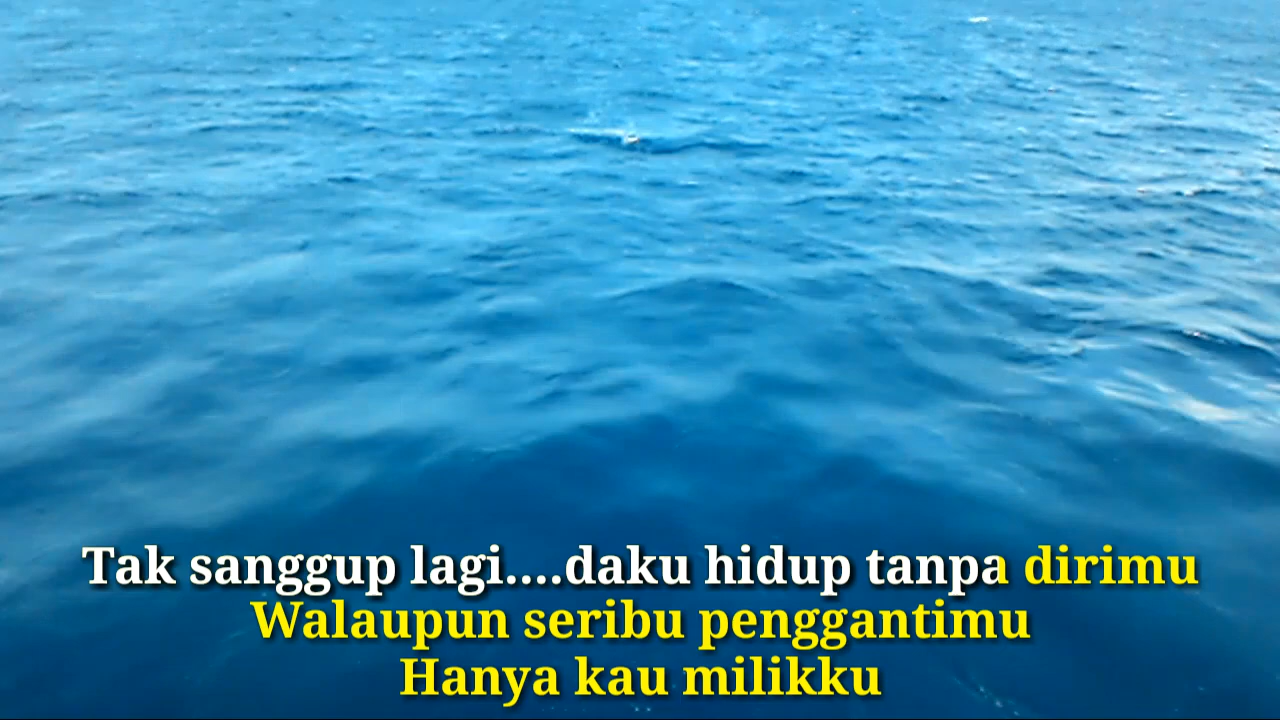 Tak sanggup lagi....daku hidup tanpa dirimu
Walaupun seribu penggantimu
Hanya kau milikku